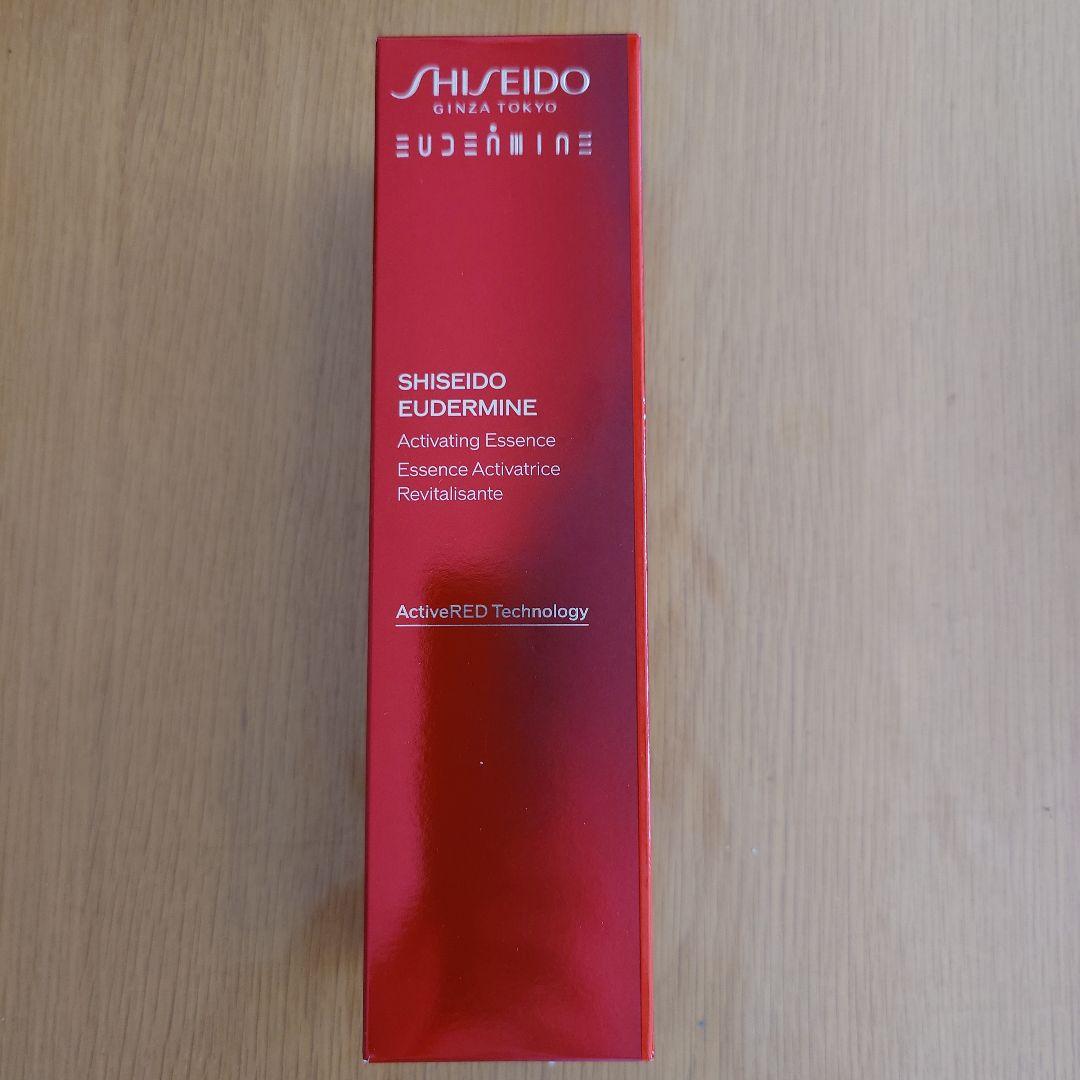 SHISEIDO
GINZA TOKYO
EUDERMINE
SHISEIDO
EUDERMINE
Activating Essence
Essence Activatrice
Revitalisante
ActiveRED Technology